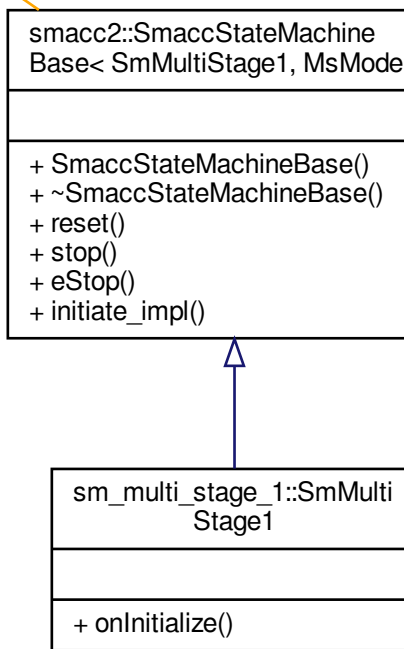 smacc2::SmaccStateMachine
Base< SmMultiStage1, MsMode
+ SmaccStateMachineBase()
+ ~SmaccStateMachineBase()
+ reset()
+ stop()
+ eStop()
+ initiate_impl()
sm_multi_stage_1::SmMulti
Stage1
+ onInitialize()